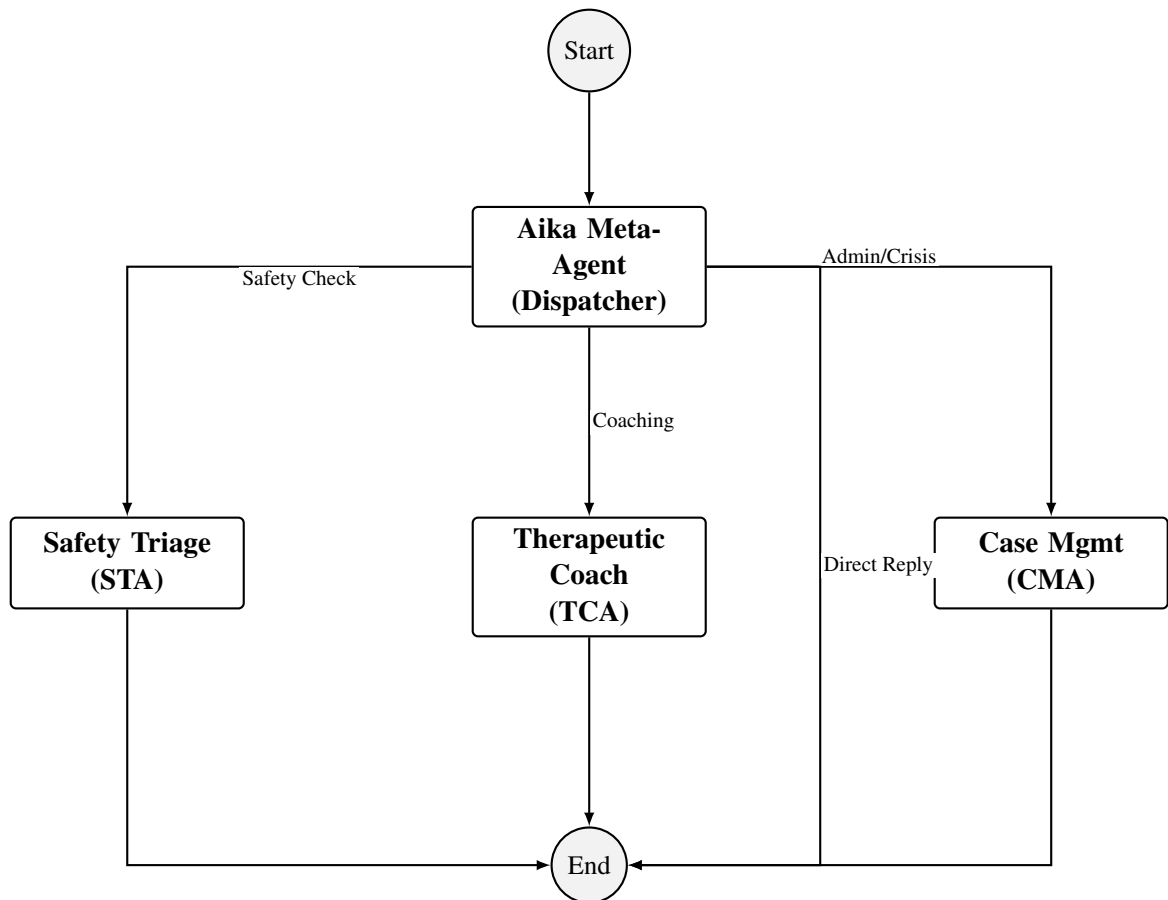 Start
Aika Meta-
Agent
(Dispatcher)
Safety Check
Admin/Crisis
Coaching
Safety Triage
(STA)
Therapeutic
Coach
(TCA)
Direct Reply
Case Mgmt
(CMA)
End